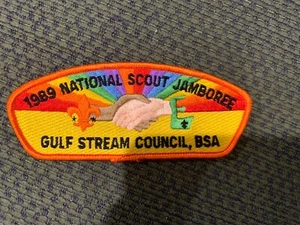 1989 NATIONAL SCOUT JAMBOREE
E
GULF STREAM COUNCIL, BSA